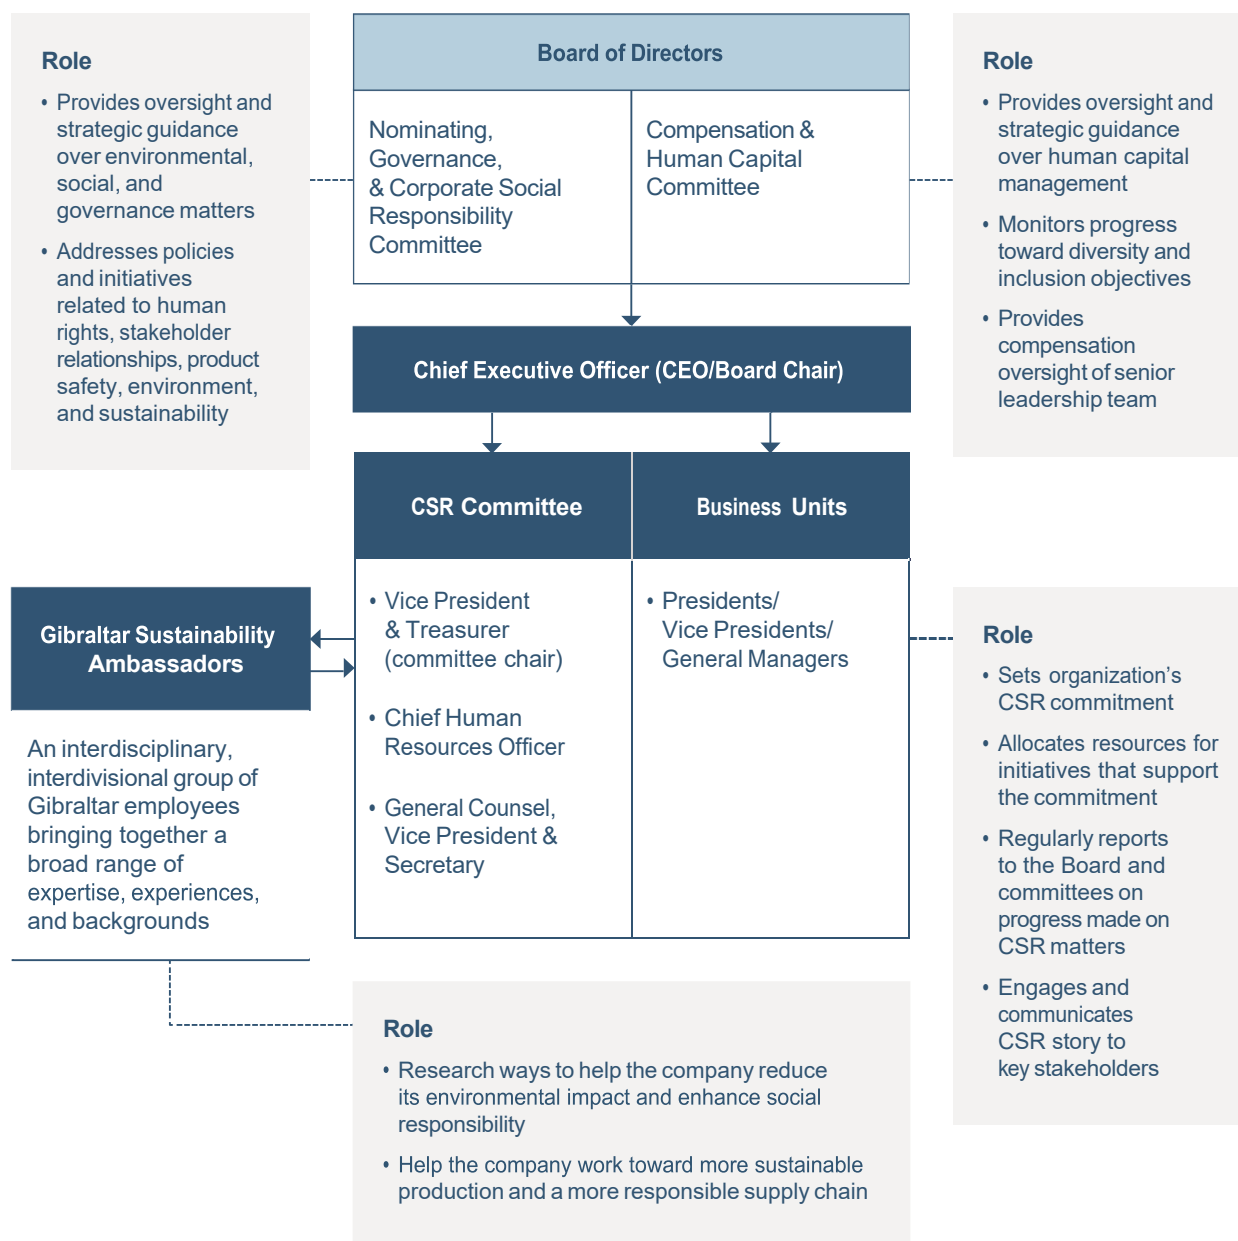 Role
• Provides oversight and
strategic guidance
over environmental,
social, and
governance matters
• Addresses policies
and initiatives
related to human
rights, stakeholder
relationships, product
safety, environment,
and sustainability
Board of Directors
Nominating,
Governance,
& Corporate Social
Responsibility
Committee
Compensation &
Human Capital
Committee
Role
• Provides oversight and
strategic guidance
over human capital
management
• Monitors progress
toward diversity and
inclusion objectives
• Provides
compensation
oversight of senior
leadership team
Chief Executive Officer (CEO/Board Chair)
CSR Committee
Business Units
• Vice President
& Treasurer
(committee chair)
• Chief Human
Resources Officer
• General Counsel,
Vice President &
Secretary
• Presidents/
Vice Presidents/
General Managers
Gibraltar Sustainability
Ambassadors
An interdisciplinary,
interdivisional group of
Gibraltar employees
bringing together a
broad range of
expertise, experiences,
and backgrounds
Role
• Sets organization’s
CSR commitment
• Allocates resources for
initiatives that support
the commitment
• Regularly reports
to the Board and
committees on
progress made on
CSR matters
• Engages and
communicates
CSR story to
key stakeholders
Role
• Research ways to help the company reduce
its environmental impact and enhance social
responsibility
• Help the company work toward more sustainable
production and a more responsible supply chain